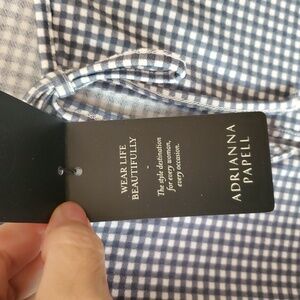 WEAR LIFE
BEAUTIFULLY
The style destination
for every woman,
every occasion.
ADRIANNA
PAPELL